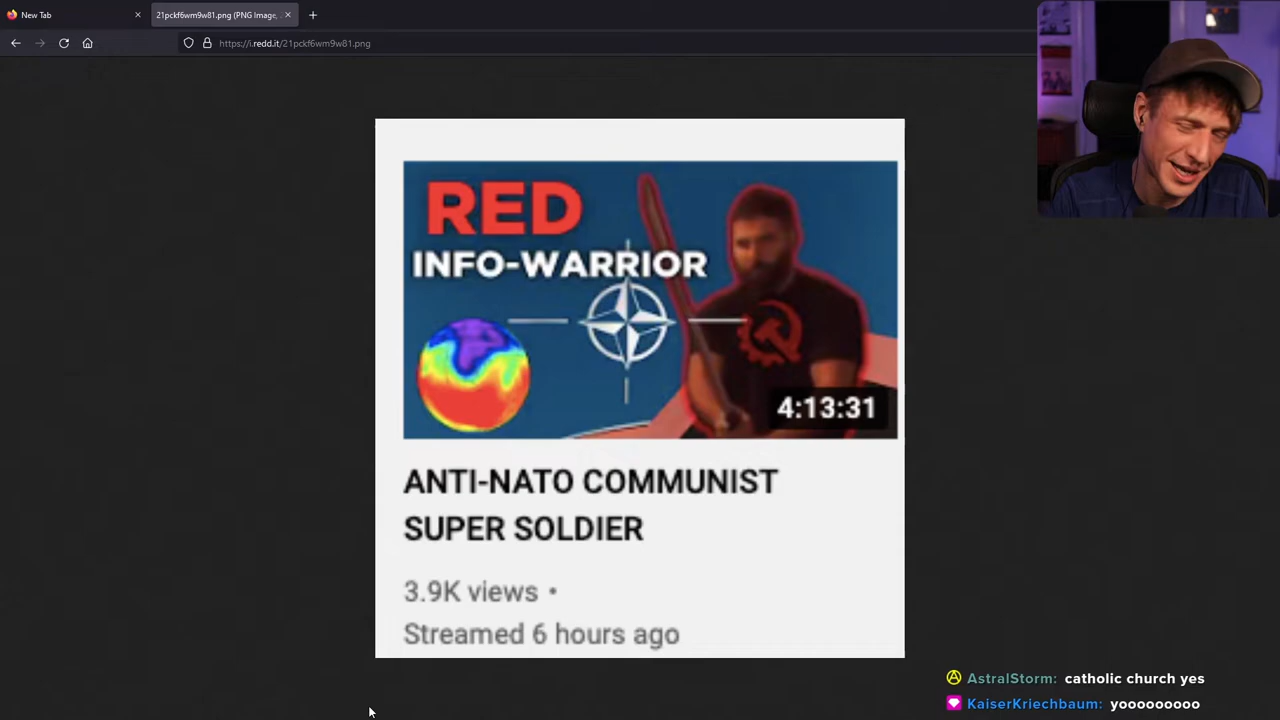 New Tab
21pckf6wm9w81.png (PNG Image,
https://i.redd.it/21pckf6wm9w81.png
RED
INFO-WARRIOR
4:13:31
ANTI-NATO COMMUNIST
SUPER SOLDIER
3.9K views •
Streamed 6 hours ago
AstralStorm: catholic church yes
KaiserKriechbaum: yooooooooo